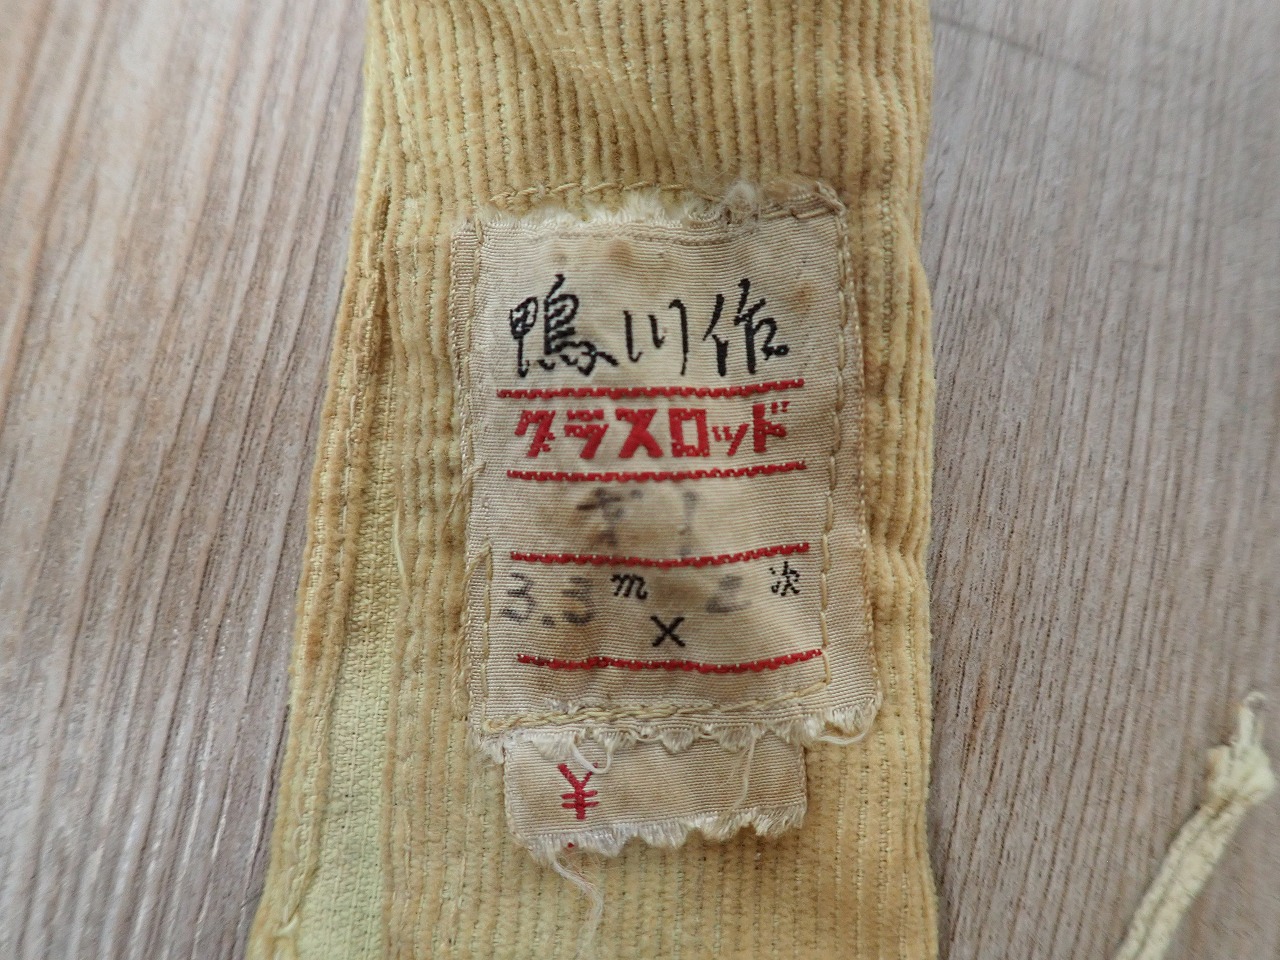 鴨川作
グラスロッド
3.3m×2次
¥